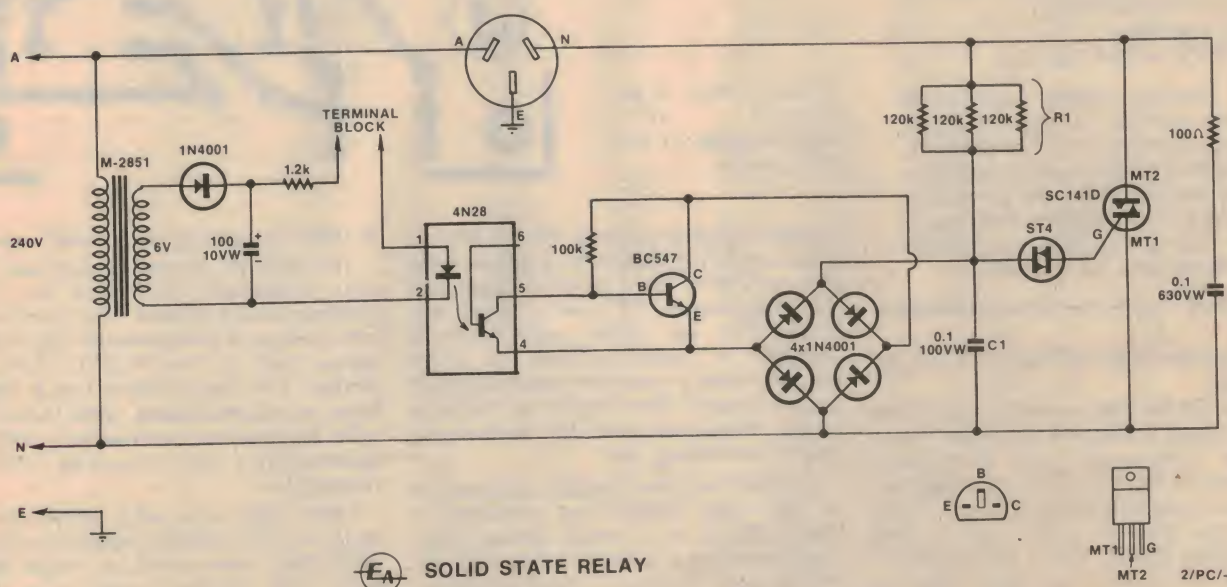 A
A
N
E
TERMINAL
BLOCK
M-2851
1N4001
1.2k
240V
6V
100
10VW
+
−
4N28
1
2
6
5
4
100k
BC547
B
C
E
4x1N4001
120k
120k
120k
R1
0.1
100VW
C1
ST4
G
SC141D
MT2
MT1
100Ω
0.1
630VW
N
E
B
E
C
MT1
G
MT2
EA SOLID STATE RELAY
2/PC/-